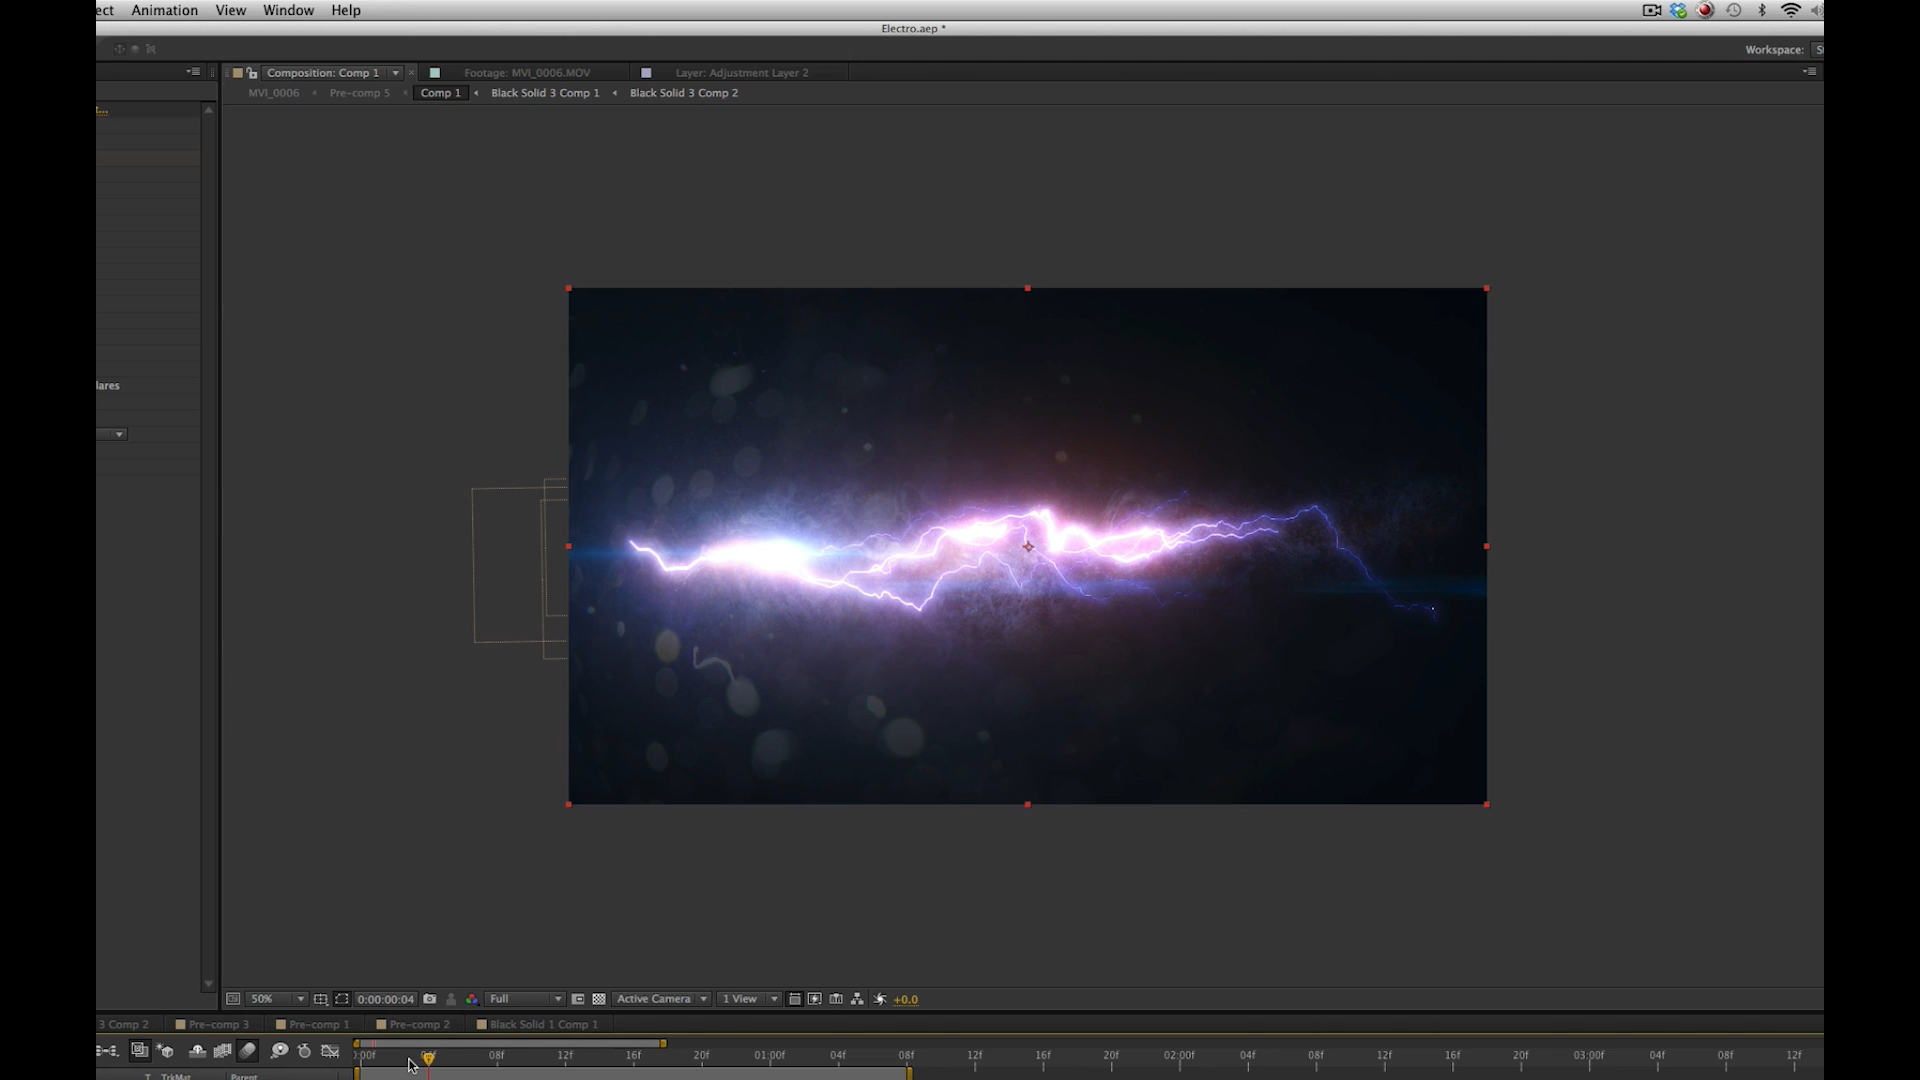 ect Animation View Window Help
Electro.aep *
Workspace: S
Composition: Comp 1 Footage: MVI_0006.MOV Layer: Adjustment Layer 2
MVI_0006 Pre-comp 5 Comp 1 Black Solid 3 Comp 1 Black Solid 3 Comp 2
lares
50% 0:00:00:04 Full Active Camera 1 View +0.0
3 Comp 2 Pre-comp 3 Pre-comp 1 Pre-comp 2 Black Solid 1 Comp 1
:00f 08f 12f 16f 20f 01:00f 04f 08f 12f 16f 20f 02:00f 04f 08f 12f 16f 20f 03:00f 04f 08f 12f
T TrkMat Parent